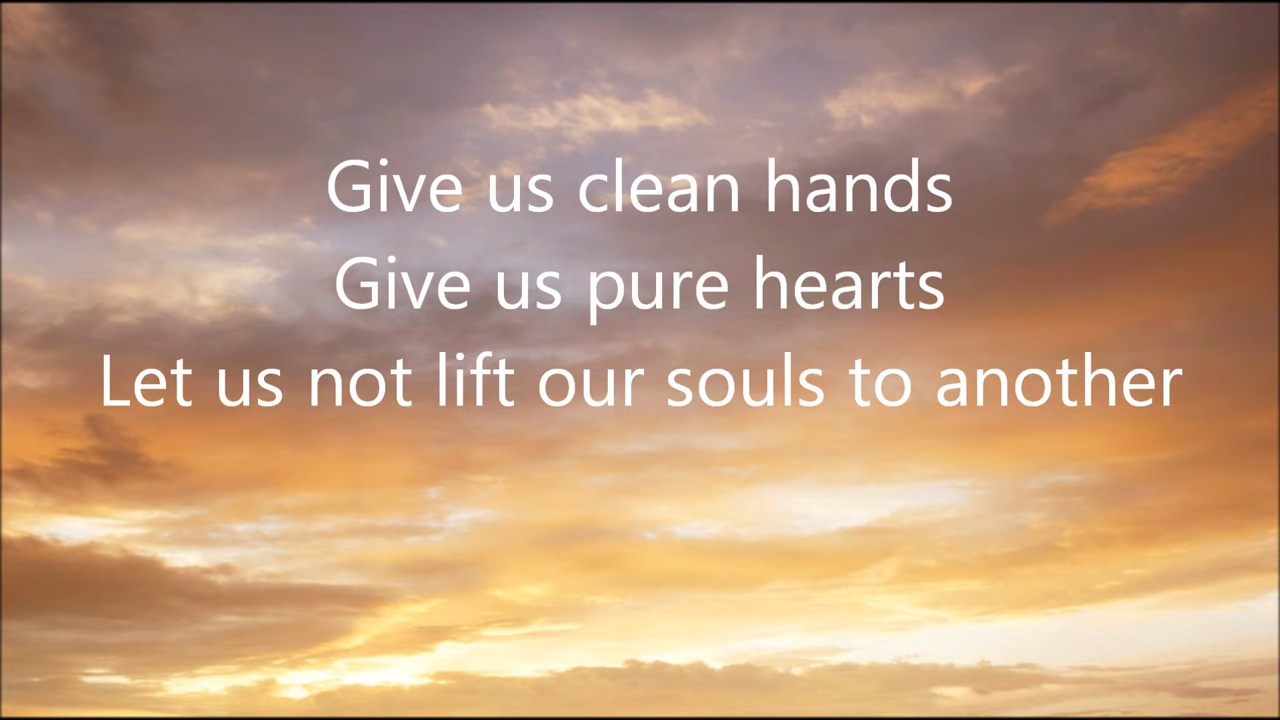 Give us clean hands
Give us pure hearts
Let us not lift our souls to another